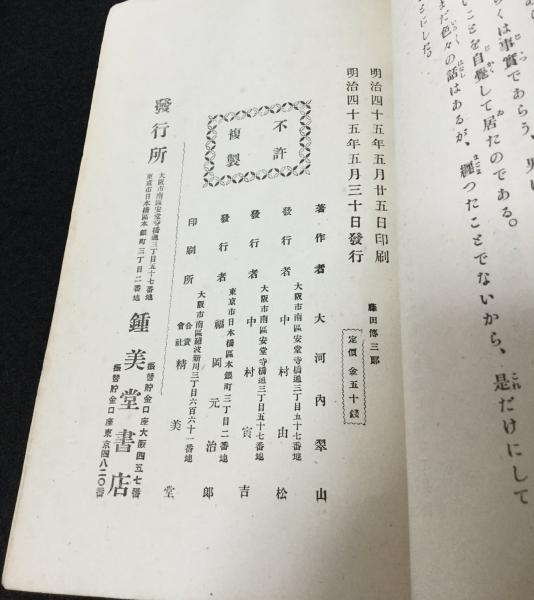 くは事實であらう、男に
いことを自覺して居たのである。
まだ色々の話はあるが、纏つたことでないから、是だけにして
ことにした。
明治四十五年五月廿五日印刷
明治四十五年五月三十日發行
藤田傳三郎
定價金五十錢
不許
複製
著作者 大河内翠山
大阪市南區安堂寺橋通三丁目五十七番地
發行者 中村由松
大阪市南區安堂寺橋通三丁目五十七番地
發行者 中村寅吉
東京市日本橋區本銀町三丁目二番地
發行者 福岡元治郎
大阪市南區難波新川三丁目六百六十一番地
印刷所 合資會社 精美堂
發行所
大阪市南區安堂寺橋通三丁目五十七番地
東京市日本橋區本銀町三丁目二番地
鍾美堂書店
振替貯金口座大阪四五七番
振替貯金口座東京四八二〇番